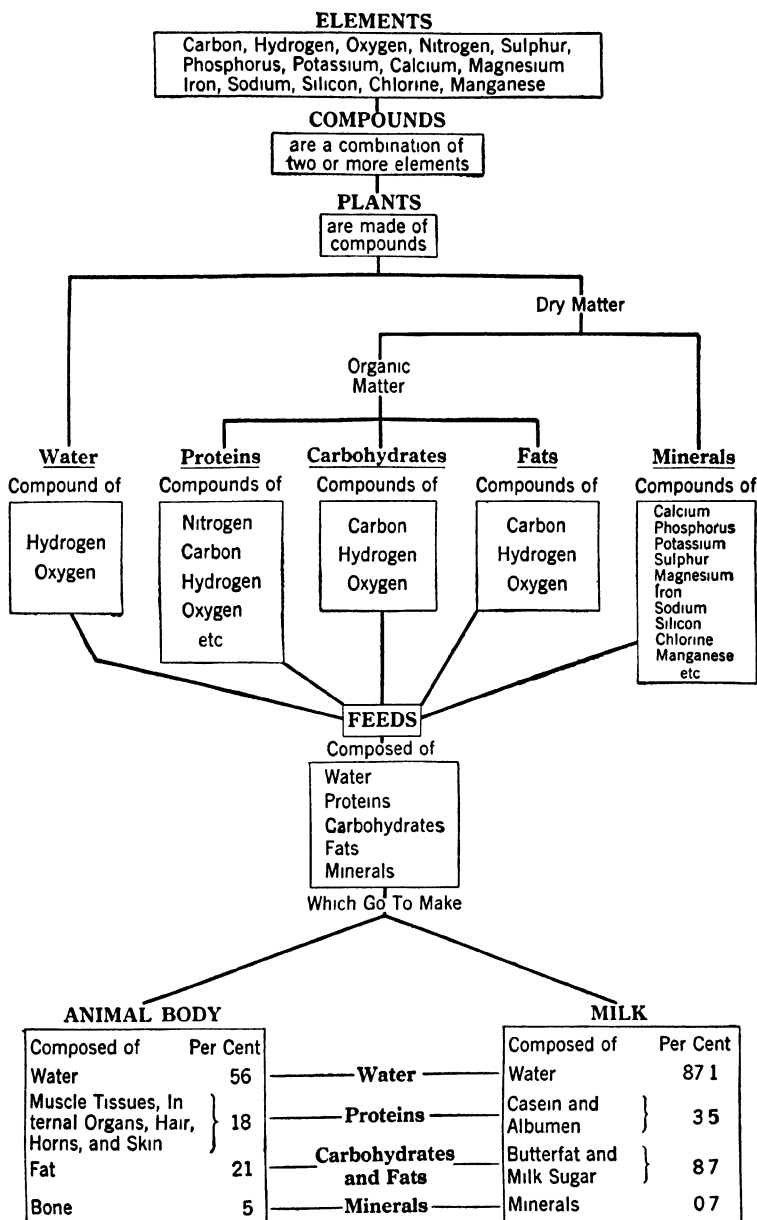 ELEMENTS
Carbon, Hydrogen, Oxygen, Nitrogen, Sulphur,
Phosphorus, Potassium, Calcium, Magnesium
Iron, Sodium, Silicon, Chlorine, Manganese
COMPOUNDS
are a combination of
two or more elements
PLANTS
are made of
compounds
Dry Matter
Organic
Matter
Water
Compound of
Hydrogen
Oxygen
Proteins
Compounds of
Nitrogen
Carbon
Hydrogen
Oxygen
etc
Carbohydrates
Compounds of
Carbon
Hydrogen
Oxygen
Fats
Compounds of
Carbon
Hydrogen
Oxygen
Minerals
Compounds of
Calcium
Phosphorus
Potassium
Sulphur
Magnesium
Iron
Sodium
Silicon
Chlorine
Manganese
etc
FEEDS
Composed of
Water
Proteins
Carbohydrates
Fats
Minerals
Which Go To Make
ANIMAL BODY
Composed of Per Cent
Water 56
Muscle Tissues, In
ternal Organs, Hair, 18
Horns, and Skin
Fat 21
Bone 5
Water
Proteins
Carbohydrates
and Fats
Minerals
MILK
Composed of Per Cent
Water 87 1
Casein and
Albumen 3 5
Butterfat and
Milk Sugar 8 7
Minerals 0 7